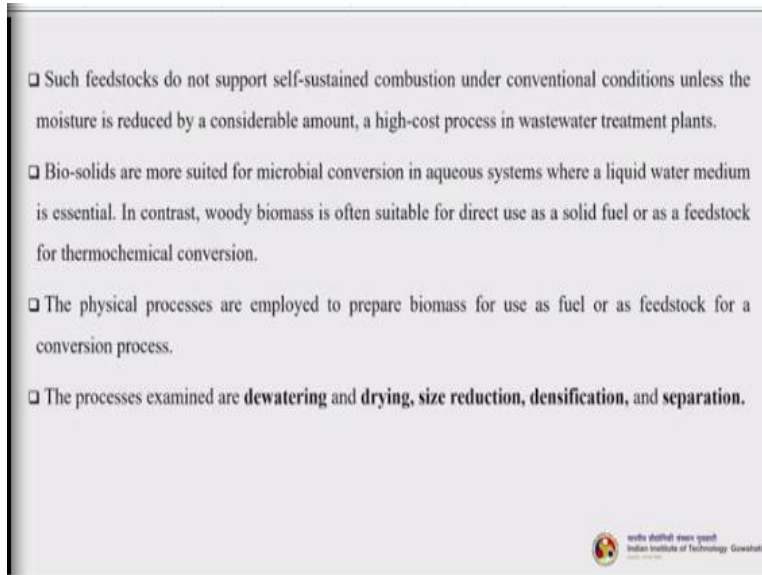 ❑ Such feedstocks do not support self-sustained combustion under conventional conditions unless the
moisture is reduced by a considerable amount, a high-cost process in wastewater treatment plants.
❑ Bio-solids are more suited for microbial conversion in aqueous systems where a liquid water medium
is essential. In contrast, woody biomass is often suitable for direct use as a solid fuel or as a feedstock
for thermochemical conversion.
❑ The physical processes are employed to prepare biomass for use as fuel or as feedstock for a
conversion process.
❑ The processes examined are dewatering and drying, size reduction, densification, and separation.
Indian Institute of Technology Guwahati